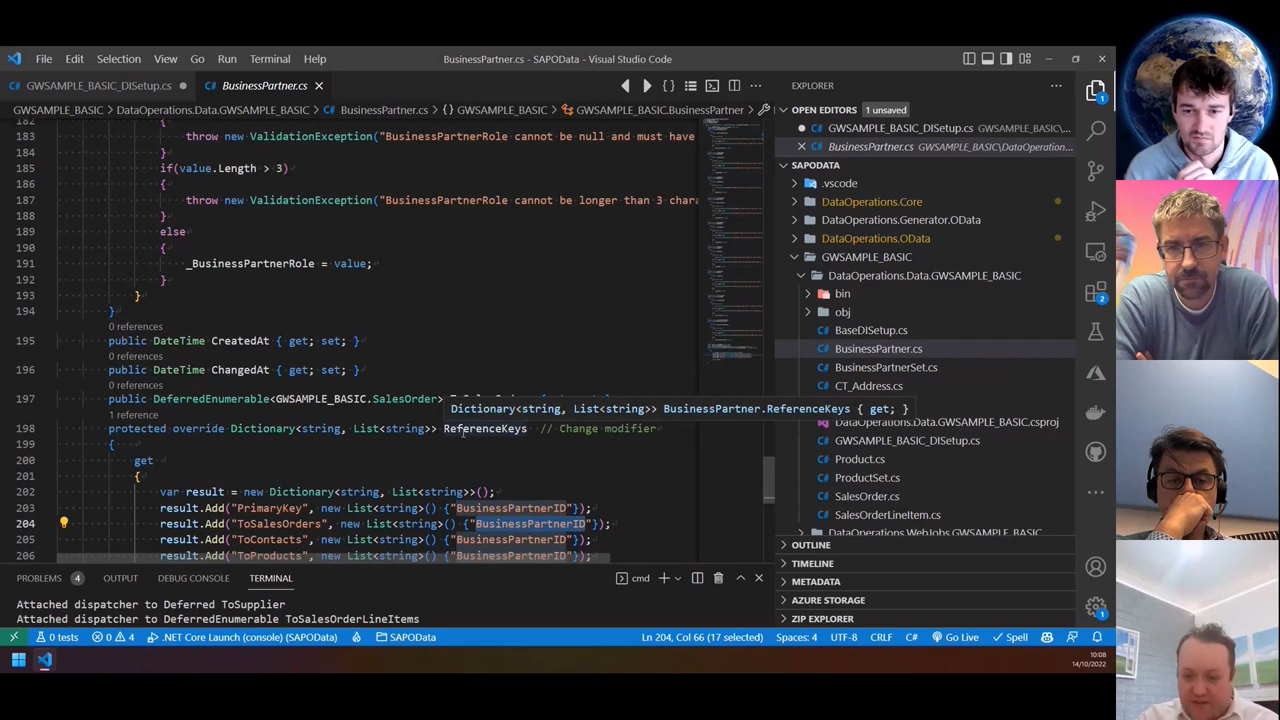 File Edit Selection View Go Run Terminal Help
BusinessPartner.cs - SAPOData - Visual Studio Code
GWSAMPLE_BASIC_DISetup.cs
BusinessPartner.cs
GWSAMPLE_BASIC > DataOperations.Data.GWSAMPLE_BASIC > BusinessPartner.cs > {} GWSAMPLE_BASIC > GWSAMPLE_BASIC.BusinessPartner
182 }
183 throw new ValidationException("BusinessPartnerRole cannot be null and must have
184 }
185 if(value.Length
186 {
187 throw new ValidationException("BusinessPartnerRole cannot be longer than 3 chara
188 }
189 else
190 {
191 _BusinessPartnerRole = value;
192 }
193 }
194 }
0 references
195 public DateTime CreatedAt { get; set; }
0 references
196 public DateTime ChangedAt { get; set; }
0 references
197 public DeferredEnumerable<GWSAMPLE_BASIC.SalesOrder>
Dictionary<string, List<string>> BusinessPartner.ReferenceKeys { get; }
1 reference
198 protected override Dictionary<string, List<string>> ReferenceKeys // Change modifier
199 {
200 get
201 {
202 var result = new Dictionary<string, List<string>>();
203 result.Add("PrimaryKey", new List<string>() {"BusinessPartnerID"});
204 result.Add("ToSalesOrders", new List<string>() {"BusinessPartnerID"});
205 result.Add("ToContacts", new List<string>() {"BusinessPartnerID"});
206 result.Add("ToProducts", new List<string>() {"BusinessPartnerID"});
EXPLORER
OPEN EDITORS 1 unsaved
GWSAMPLE_BASIC_DISetup.cs GWSAMPLE_BASIC\...
BusinessPartner.cs GWSAMPLE_BASIC\DataOperation...
SAPODATA
.vscode
DataOperations.Core
DataOperations.Generator.OData
DataOperations.OData
GWSAMPLE_BASIC
DataOperations.Data.GWSAMPLE_BASIC
bin
obj
BaseDISetup.cs
BusinessPartner.cs
BusinessPartnerSet.cs
CT_Address.cs
DataOperations.Data.GWSAMPLE_BASIC.csproj
GWSAMPLE_BASIC_DISetup.cs
Product.cs
ProductSet.cs
SalesOrder.cs
SalesOrderLineItem.cs
DataOperations.WebJobs.GWSAMPLE_BASIC
OUTLINE
TIMELINE
METADATA
AZURE STORAGE
ZIP EXPLORER
1
2
1
PROBLEMS 4 OUTPUT DEBUG CONSOLE TERMINAL
cmd
Attached dispatcher to Deferred ToSupplier
Attached dispatcher to DeferredEnumerable ToSalesOrderLineItems
0 tests 0 4 .NET Core Launch (console) (SAPOData) SAPOData Ln 204, Col 66 (17 selected) Spaces: 4 UTF-8 CRLF C# Go Live Spell
10:08
14/10/2022